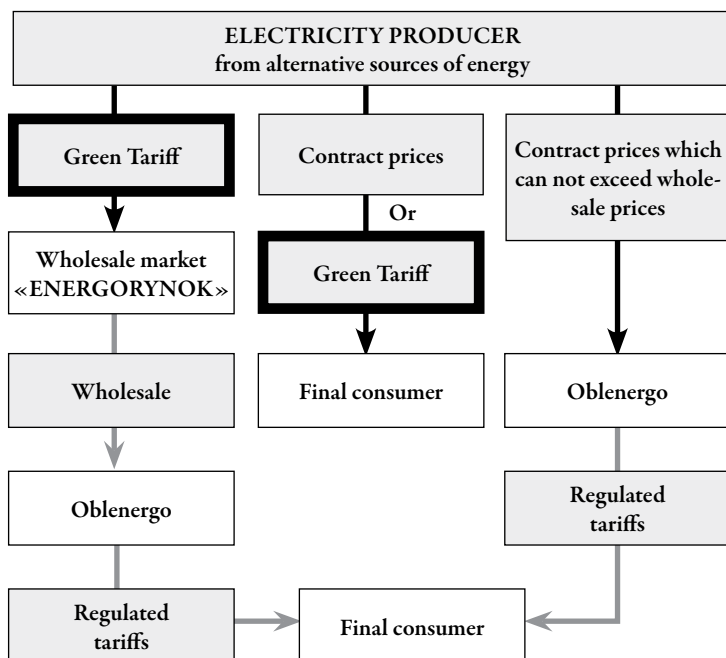 ELECTRICITY PRODUCER
from alternative sources of energy
Green Tariff
Contract prices
Contract prices which
can not exceed whole-
sale prices
Or
Wholesale market
«ENERGORYNOK»
Green Tariff
Wholesale
Final consumer
Oblenergo
Oblenergo
Regulated
tariffs
Regulated
tariffs
Final consumer